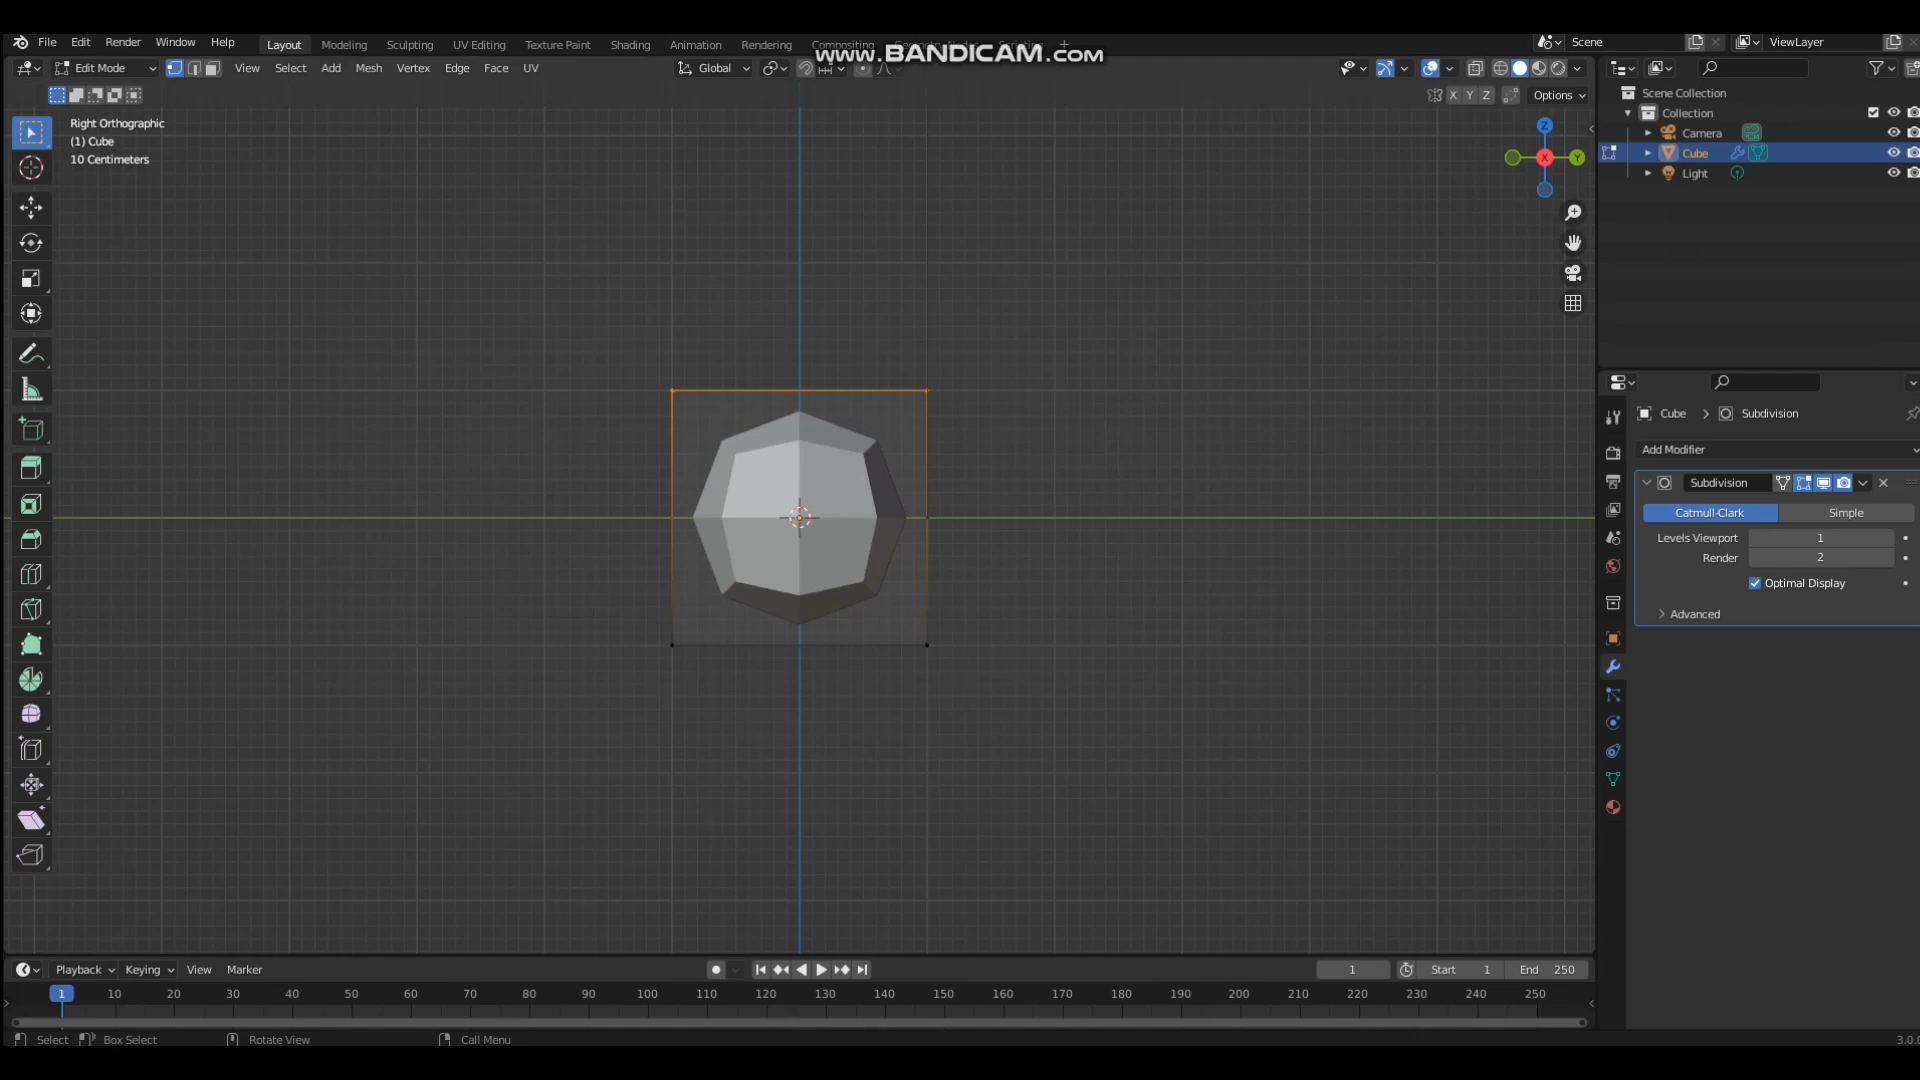 File Edit Render Window Help Layout Modeling Sculpting UV Editing Texture Paint Shading Animation Rendering Compositing Scene ViewLayer
www.BANDICAM.com
Edit Mode View Select Add Mesh Vertex Edge Face UV Global
X Y Z Options
Right Orthographic
(1) Cube
10 Centimeters
Z
X
Y
Scene Collection
Collection
Camera
Cube
Light
Cube > Subdivision
Add Modifier
Subdivision
Catmull-Clark Simple
Levels Viewport 1
Render 2
Optimal Display
Advanced
Playback Keying View Marker 1 Start 1 End 250
1 10 20 30 40 50 60 70 80 90 100 110 120 130 140 150 160 170 180 190 200 210 220 230 240 250
Select Box Select Rotate View Call Menu